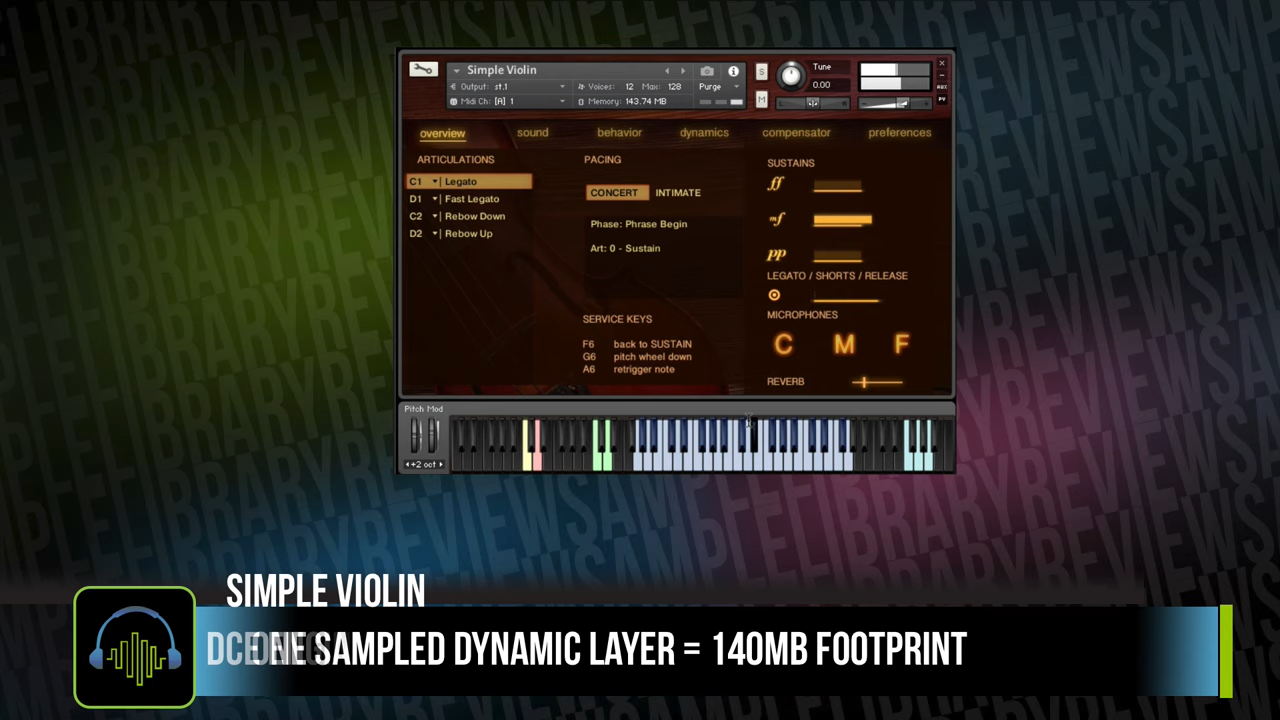 Simple Violin
S
Tune
0.00
Output: st.1
Voices: 12 Max: 128
Purge
Midi Ch: [A] 1
Memory: 143.74 MB
M
L
R
AUX
PV
overview sound behavior dynamics compensator preferences
ARTICULATIONS
C1 Legato
D1 Fast Legato
C2 Rebow Down
D2 Rebow Up
PACING
CONCERT INTIMATE
Phase: Phrase Begin
Art: 0 - Sustain
SERVICE KEYS
F6 back to SUSTAIN
G6 pitch wheel down
A6 retrigger note
SUSTAINS
ff
mf
pp
LEGATO / SHORTS / RELEASE
MICROPHONES
C M F
REVERB
Pitch Mod
+2 oct
SIMPLE VIOLIN
ONE SAMPLED DYNAMIC LAYER = 140MB FOOTPRINT